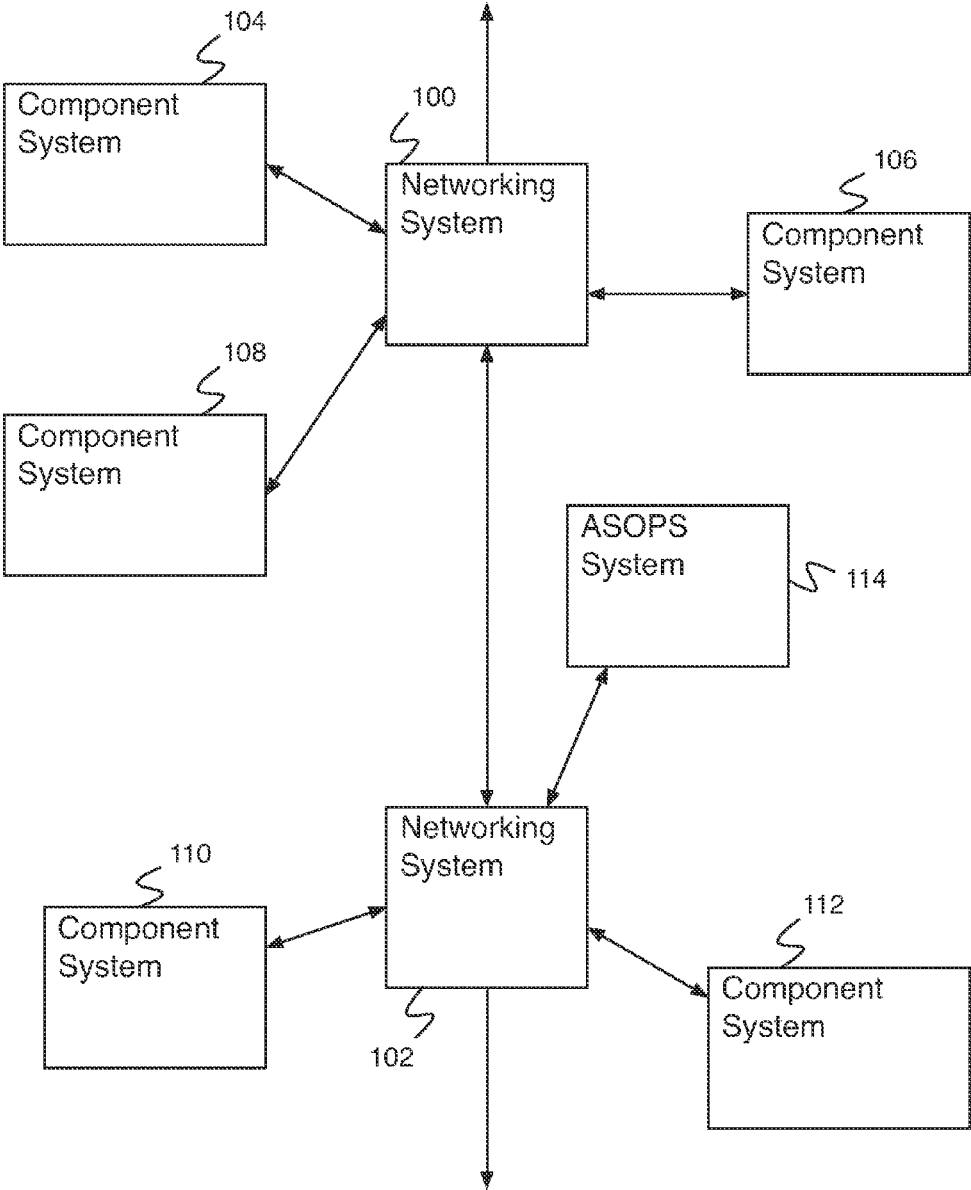 104
Component
System
100
Networking
System
106
Component
System
108
Component
System
ASOPS
System
114
Networking
System
110
Component
System
102
112
Component
System